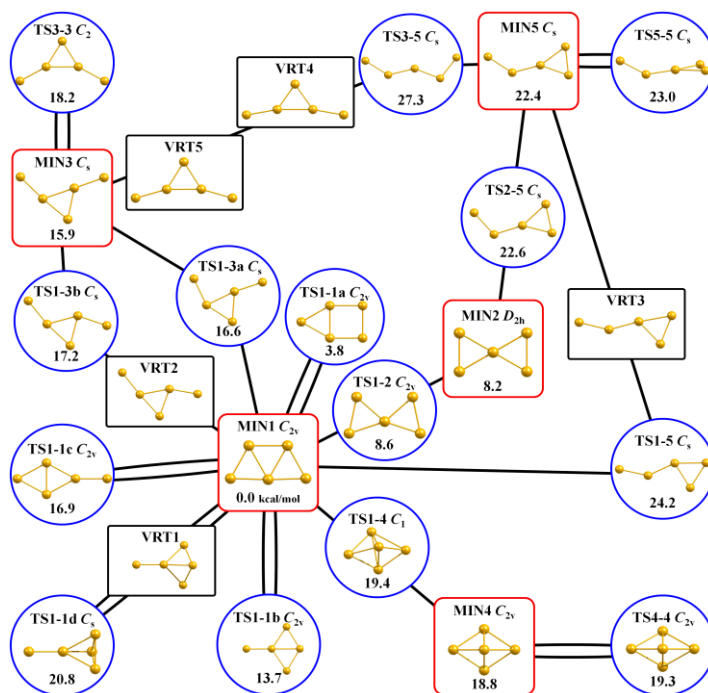 TS3-3 C₂
18.2
TS3-5 Cₛ
27.3
MIN5 Cₛ
22.4
TS5-5 Cₛ
23.0
VRT4
VRT5
MIN3 Cₛ
15.9
TS2-5 Cₛ
22.6
TS1-3b Cₛ
17.2
TS1-3a Cₛ
16.6
TS1-1a C₂ᵥ
3.8
VRT3
MIN2 D₂ₕ
8.2
VRT2
TS1-2 C₂ᵥ
8.6
MIN1 C₂ᵥ
0.0 kcal/mol
TS1-1c C₂ᵥ
16.9
TS1-5 Cₛ
24.2
VRT1
TS1-4 C₁
19.4
TS1-1d Cₛ
20.8
TS1-1b C₂ᵥ
13.7
MIN4 C₂ᵥ
18.8
TS4-4 C₂ᵥ
19.3